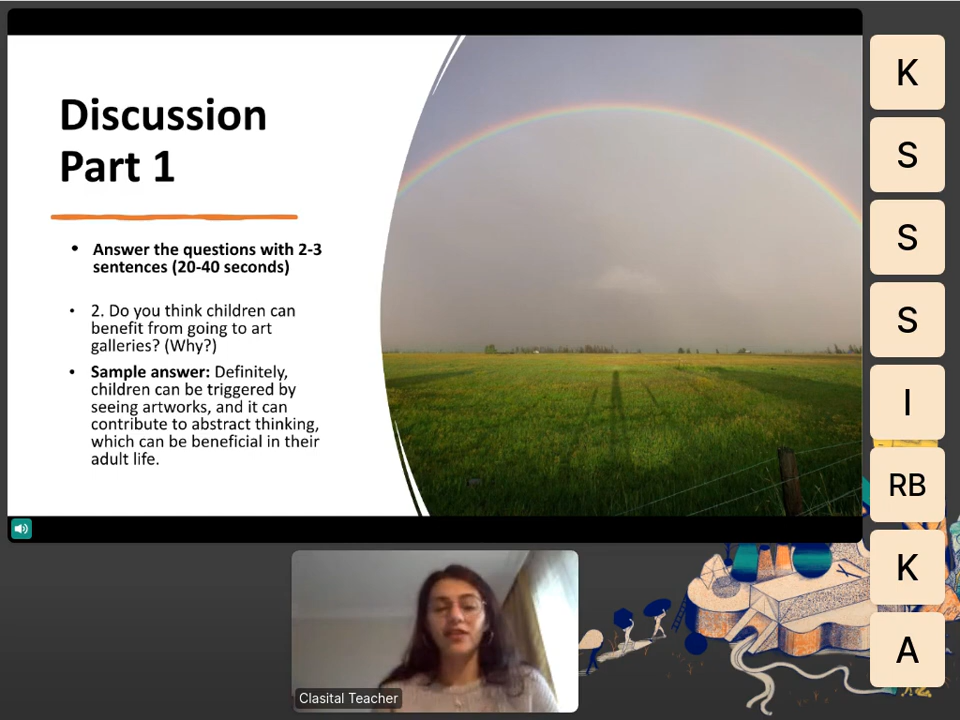 Discussion
Part 1
• Answer the questions with 2-3
sentences (20-40 seconds)
• 2. Do you think children can
benefit from going to art
galleries? (Why?)
• Sample answer: Definitely,
children can be triggered by
seeing artworks, and it can
contribute to abstract thinking,
which can be beneficial in their
adult life.
K
S
S
S
I
RB
K
A
Clasital Teacher